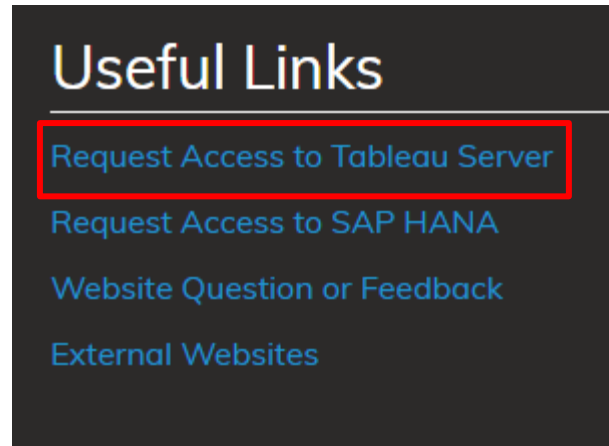 Useful Links
Request Access to Tableau Server
Request Access to SAP HANA
Website Question or Feedback
External Websites